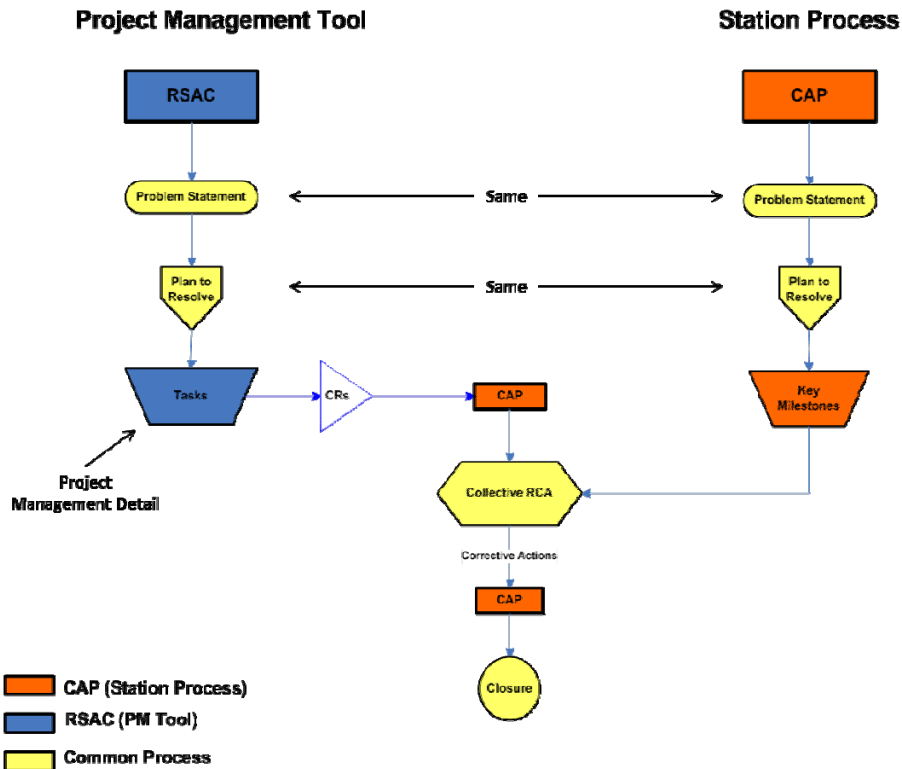 Project Management Tool
Station Process
RSAC
CAP
Problem Statement
Same
Problem Statement
Plan to
Resolve
Same
Plan to
Resolve
Tasks
CRs
CAP
Key
Milestones
Project
Management Detail
Collective RCA
Corrective Actions
CAP
Closure
CAP (Station Process)
RSAC (PM Tool)
Common Process